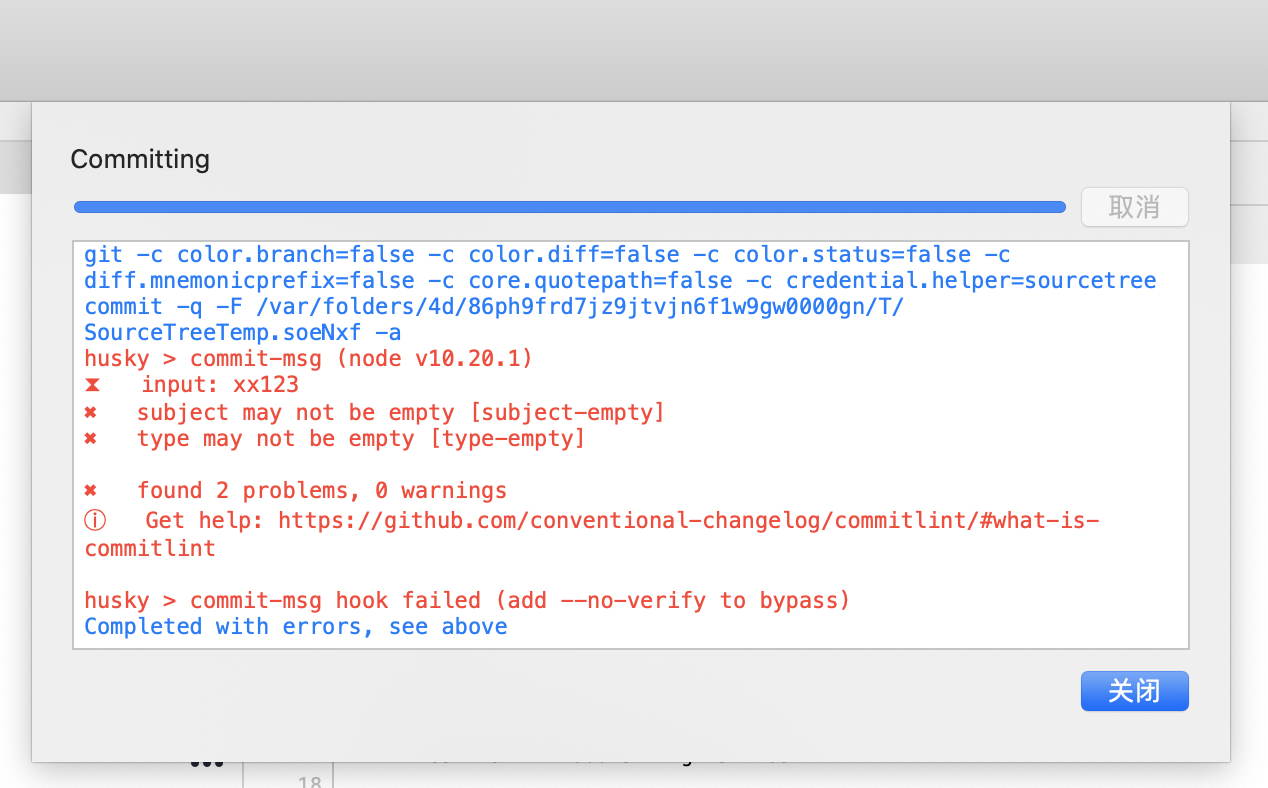 Committing
取消
git -c color.branch=false -c color.diff=false -c color.status=false -c
diff.mnemonicprefix=false -c core.quotepath=false -c credential.helper=sourcetree
commit -q -F /var/folders/4d/86ph9frd7jz9jtvjn6f1w9gw0000gn/T/
SourceTreeTemp.soeNxf -a
husky > commit-msg (node v10.20.1)
⧗   input: xx123
✖   subject may not be empty [subject-empty]
✖   type may not be empty [type-empty]
✖   found 2 problems, 0 warnings
ⓘ   Get help: https://github.com/conventional-changelog/commitlint/#what-is-
commitlint
husky > commit-msg hook failed (add --no-verify to bypass)
Completed with errors, see above
关闭
18